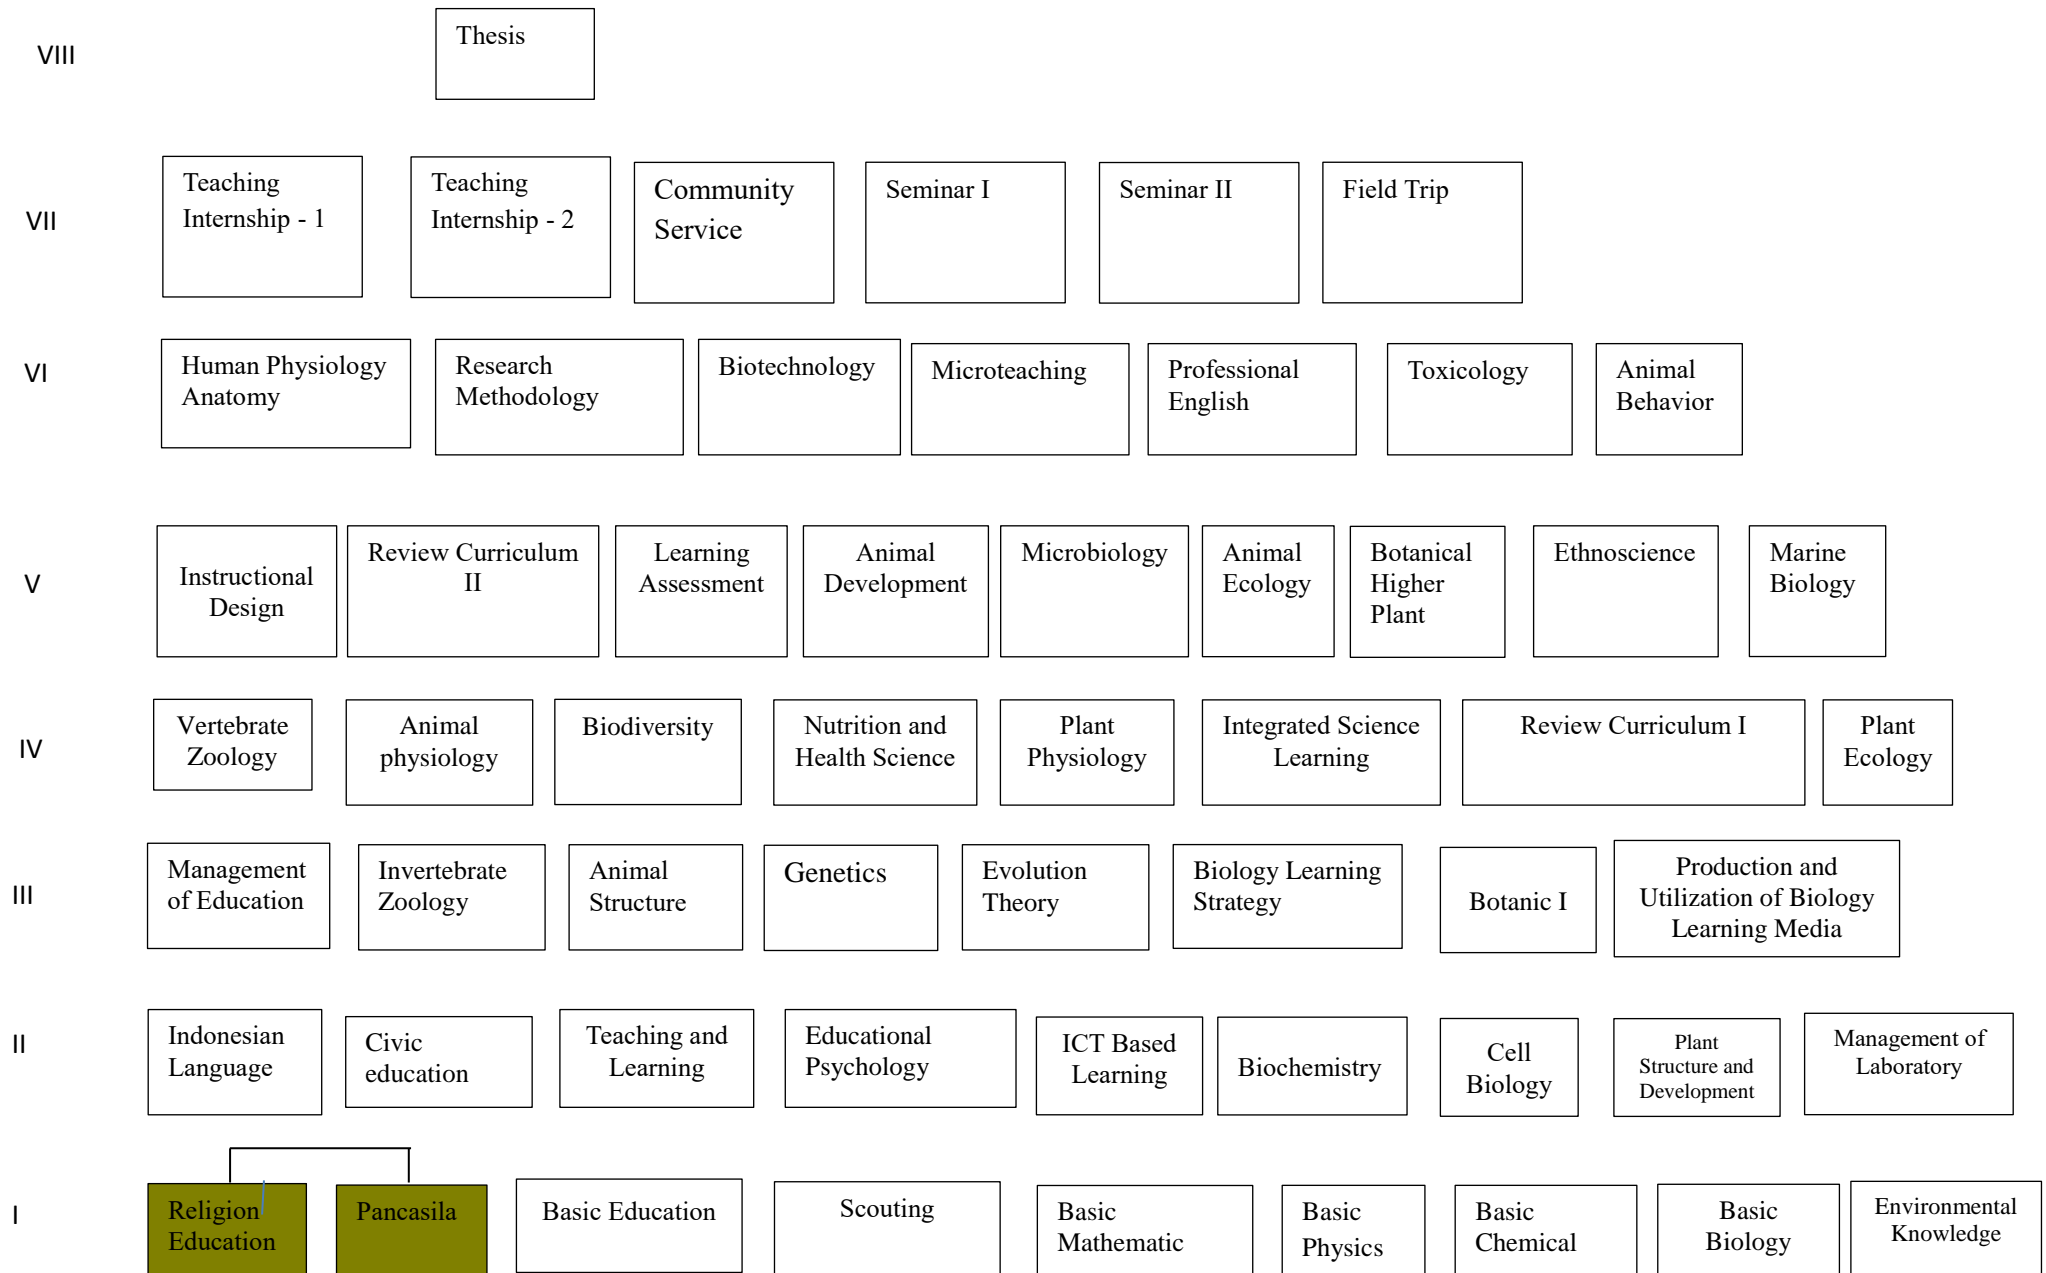 VIII
Thesis
VII
Teaching
Internship - 1
Teaching
Internship - 2
Community
Service
Seminar I
Seminar II
Field Trip
VI
Human Physiology
Anatomy
Research
Methodology
Biotechnology
Microteaching
Professional
English
Toxicology
Animal
Behavior
V
Instructional
Design
Review Curriculum
II
Learning
Assessment
Animal
Development
Microbiology
Animal
Ecology
Botanical
Higher
Plant
Ethnoscience
Marine
Biology
IV
Vertebrate
Zoology
Animal
physiology
Biodiversity
Nutrition and
Health Science
Plant
Physiology
Integrated Science
Learning
Review Curriculum I
Plant
Ecology
III
Management
of Education
Invertebrate
Zoology
Animal
Structure
Genetics
Evolution
Theory
Biology Learning
Strategy
Botanic I
Production and
Utilization of Biology
Learning Media
II
Indonesian
Language
Civic
education
Teaching and
Learning
Educational
Psychology
ICT Based
Learning
Biochemistry
Cell
Biology
Plant
Structure and
Development
Management of
Laboratory
I
Religion
Education
Pancasila
Basic Education
Scouting
Basic
Mathematic
Basic
Physics
Basic
Chemical
Basic
Biology
Environmental
Knowledge